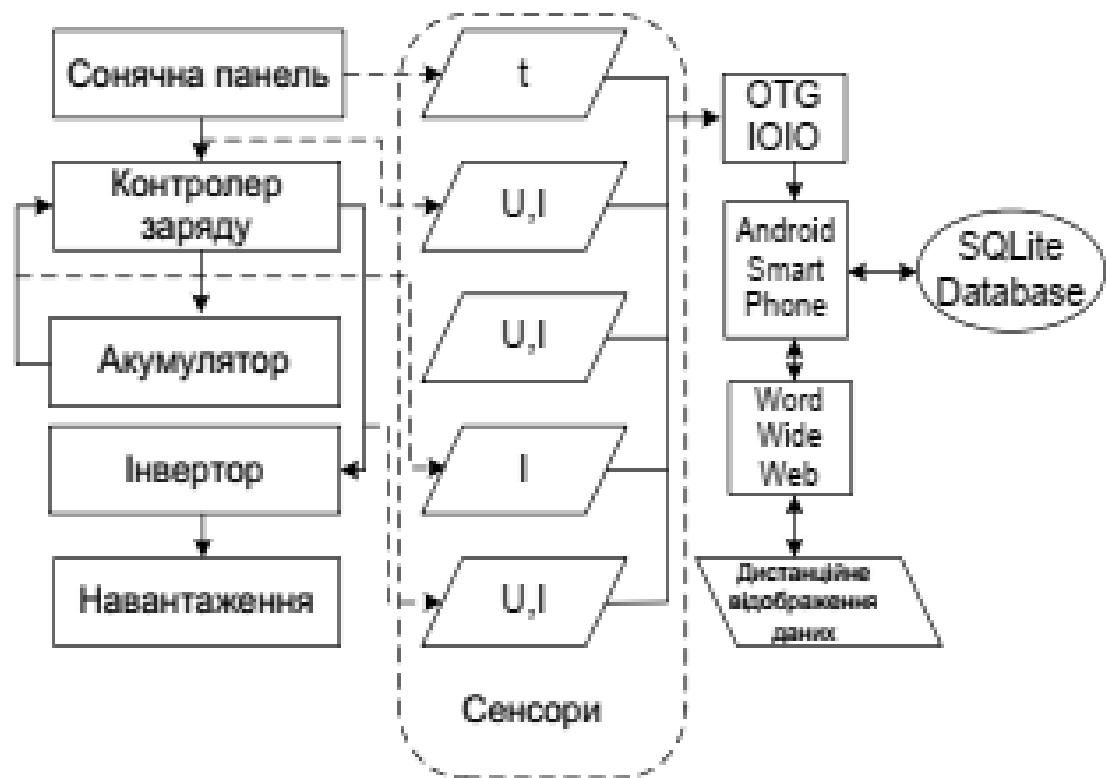 Сонячна панель
Контролер
заряду
Акумулятор
Інвертор
Навантаження
t
U,I
U,I
I
U,I
Сенсори
OTG
IOIO
Android
Smart
Phone
SQLite
Database
Word
Wide
Web
Дистанційне
відображення
даних